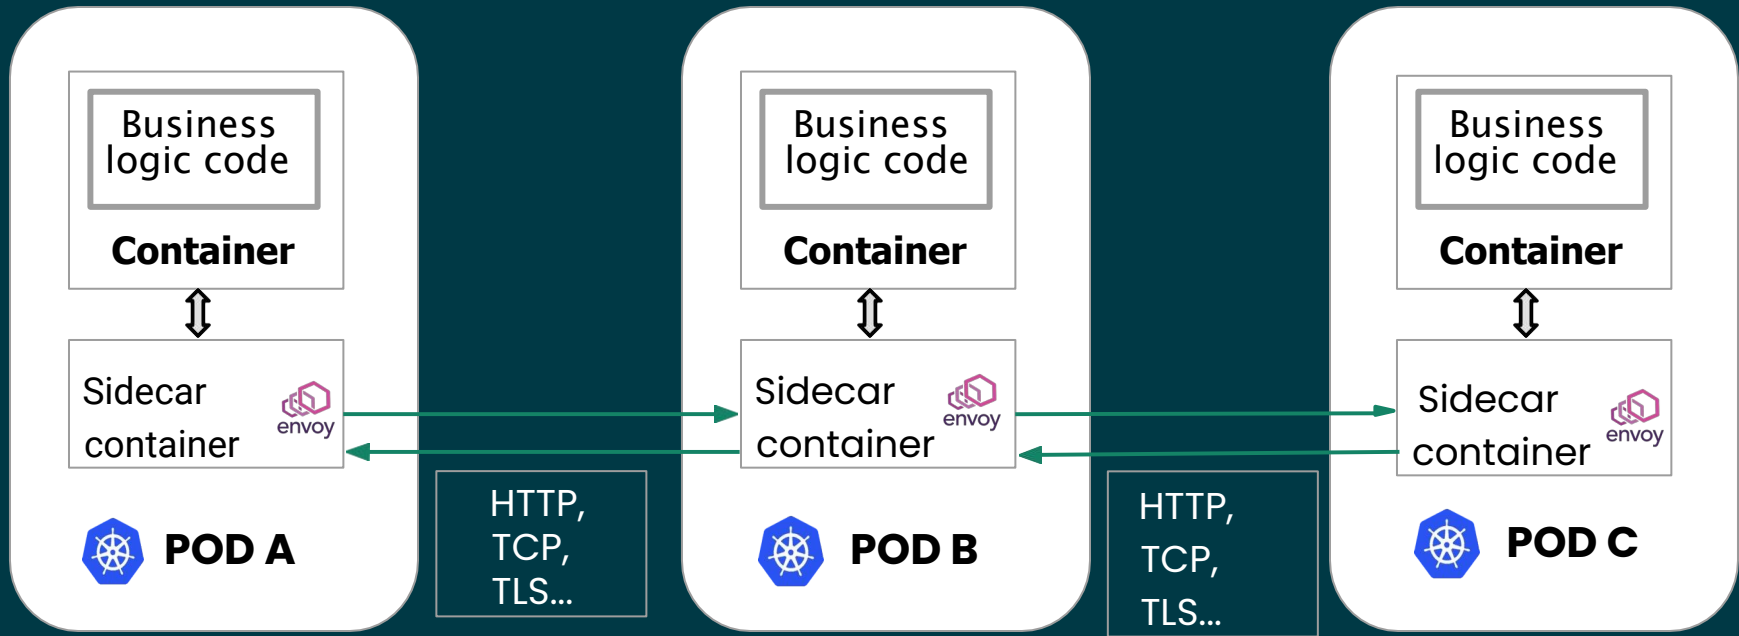 Business
logic code
Container
Sidecar
container
envoy
POD A
HTTP,
TCP,
TLS...
Business
logic code
Container
Sidecar
container
envoy
POD B
HTTP,
TCP,
TLS...
Business
logic code
Container
Sidecar
container
envoy
POD C